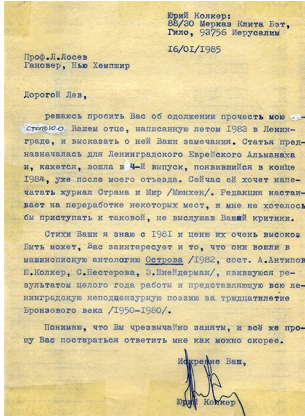 Юрий Колкер:
88/30 Мерказ Клита Бэт,
Гило, 93756 Иерусалим
16/01/1985
Проф.Л.Лосев
Гановер, Нью Хемпшир
Дорогой Лев,
решаюсь просить Вас об одолжении прочесть мою
Вашем отце, написанную летом 1983 в Ленин-
граде, и высказать о ней Ваши замечания. Статья пред-
назначалась для Ленинградского Еврейского Альманаха
и, кажется, вошла в 4-й выпуск, появившийся в конце
1984, уже после моего отъезда. Сейчас её хочет напе-
чатать журнал Страна и Мир /Мюнхен/. Редакция настаи-
вает на переработке некоторых мест, и мне не хотелось
бы приступать к таковой, не выслушав Вашей критики.
Стихи Ваши я знаю с 1981 и ценю их очень высоко.
Быть может, Вас заинтересует и то, что они вошли в
машинописную антологию Острова /1982, сост. А.Антипов,
Ю.Колкер, С.Нестерова, Э.Шнейдерман/, явившуюся ре-
зультатом целого года работы и представляющую всю ле-
нинградскую неподцензурную поэзию за тридцатилетие
Бронзового века /1950-1980/.
Понимаю, что Вы чрезвычайно заняты, и всё же про-
шу Вас постараться ответить мне как можно скорее.
Искренне Ваш,
Юрий Колкер